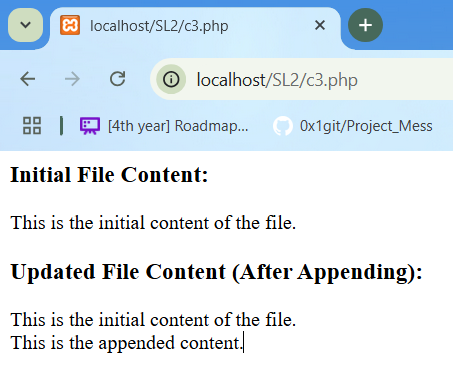 localhost/SL2/c3.php
localhost/SL2/c3.php
[4th year] Roadmap...
0x1git/Project_Mess
Initial File Content:
This is the initial content of the file.
Updated File Content (After Appending):
This is the initial content of the file.
This is the appended content.